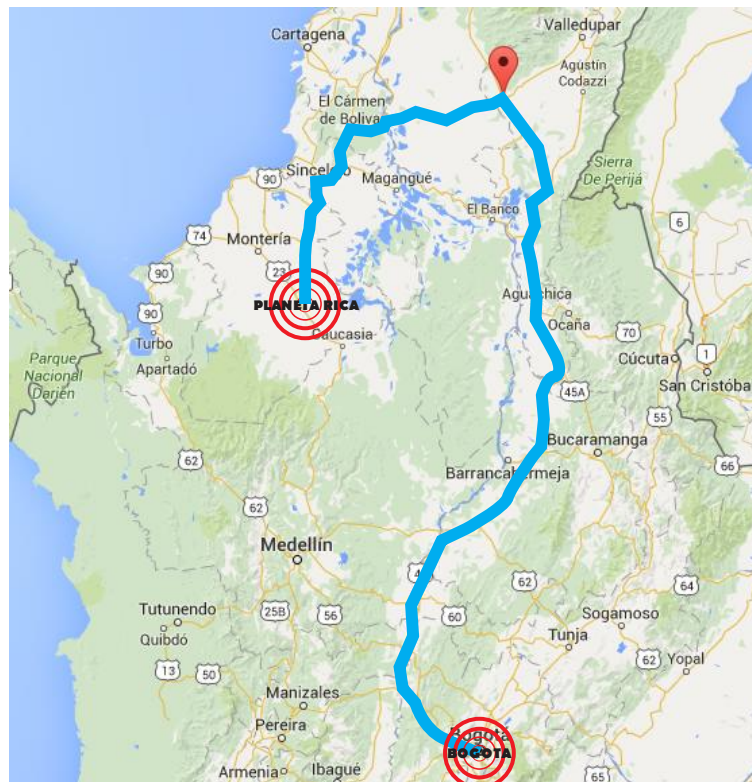 Valledupar
Cartagena
Agustín
Codazzi
El Cármen
de Bolívar
Sierra
De Perijá
Sincelejo
90
Magangué
El Banco
6
74
Montería
23
90
PLANETA RICA
Aguachica
90
Ocaña
Turbo
Caucasia
70
Parque
Nacional
Darién
Apartadó
Cúcuta
1
San Cristóba
45A
55
Bucaramanga
62
Barrancabermeja
66
62
Medellín
62
64
Tutunendo
25B
56
60
Sogamoso
Quibdó
Tunja
62
Yopal
13
50
Manizales
Pereira
Bogotá
BOGOTA
Armenia
Ibagué
65